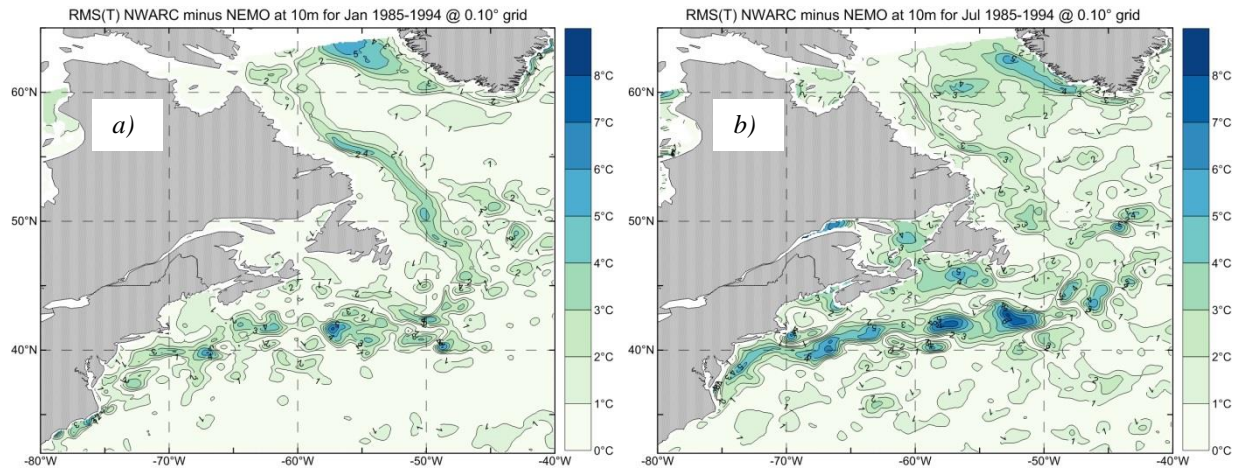 RMS(T) NWARC minus NEMO at 10m for Jan 1985-1994 @ 0.10° grid
a)
60°N
50°N
40°N
-80°W -70°W -60°W -50°W -40°W
8°C
7°C
6°C
5°C
4°C
3°C
2°C
1°C
0°C
RMS(T) NWARC minus NEMO at 10m for Jul 1985-1994 @ 0.10° grid
b)
60°N
50°N
40°N
-80°W -70°W -60°W -50°W -40°W
8°C
7°C
6°C
5°C
4°C
3°C
2°C
1°C
0°C